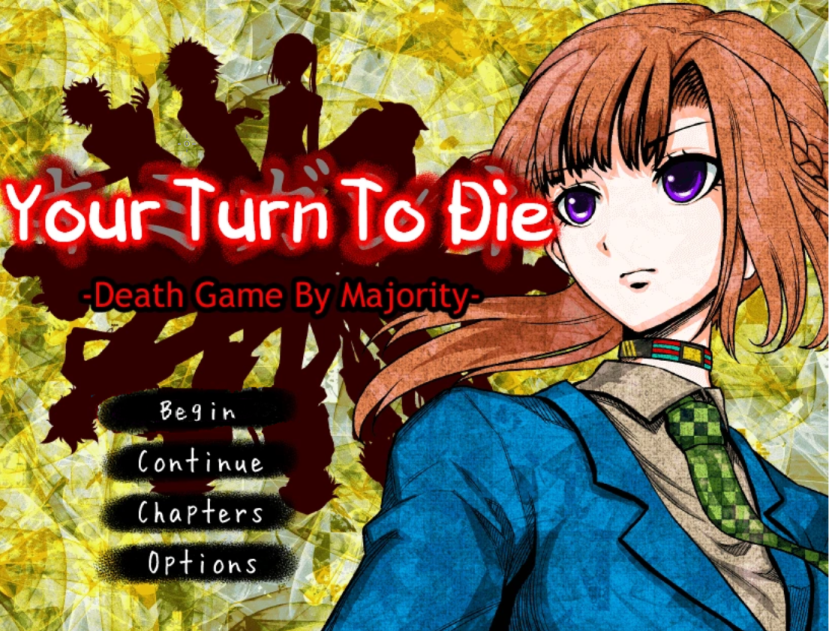 Your Turn To Die
-Death Game By Majority-
Begin
Continue
Chapters
Options